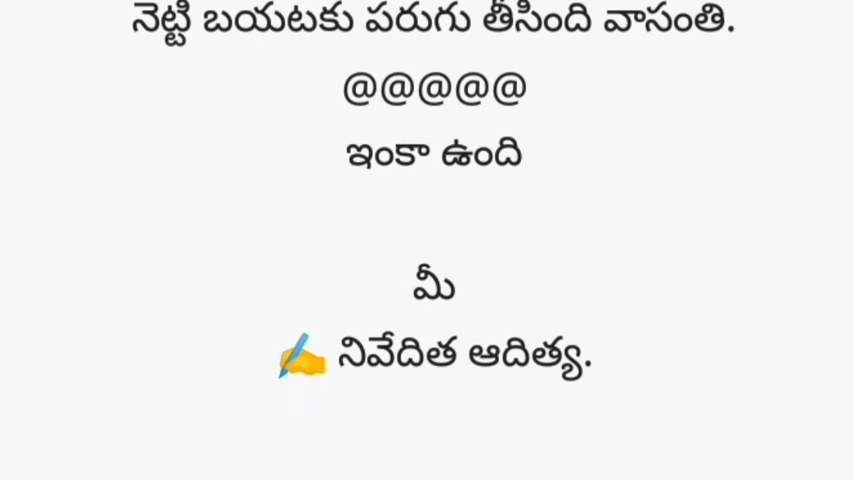 నెట్టి బయటకు పరుగు తీసింది వాసంతి.
@@@@@
ఇంకా ఉంది
మీ
✍️ నివేదిత ఆదిత్య.